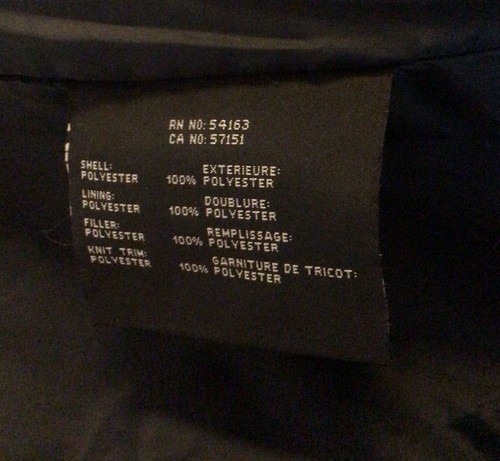 RN NO: 54163
CA NO: 57151
SHELL: EXTERIEURE:
POLYESTER 100% POLYESTER
LINING: DOUBLURE:
POLYESTER 100% POLYESTER
FILLER: REMPLISSAGE:
POLYESTER 100% POLYESTER
KNIT TRIM: GARNITURE DE TRICOT:
POLYESTER 100% POLYESTER